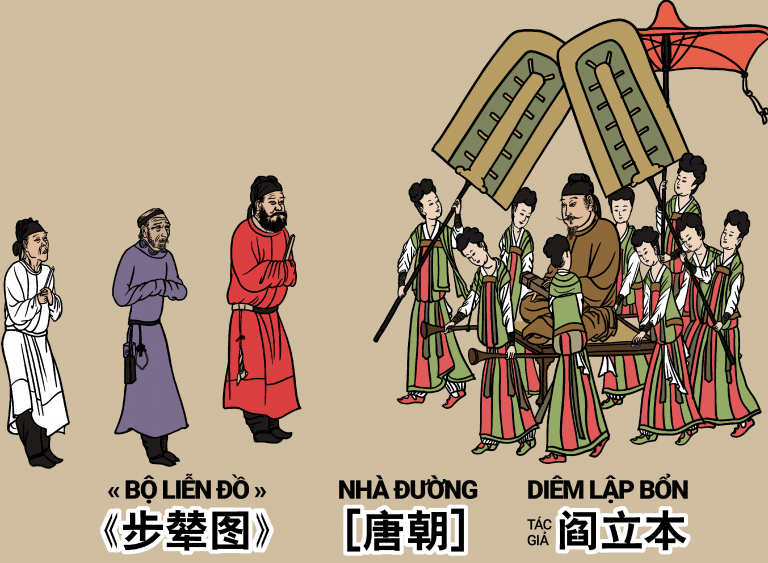 « BỘ LIỄN ĐỒ »
《步辇图》
NHÀ ĐƯỜNG
[唐朝]
DIÊM LẬP BỔN
TÁC GIẢ 阎立本